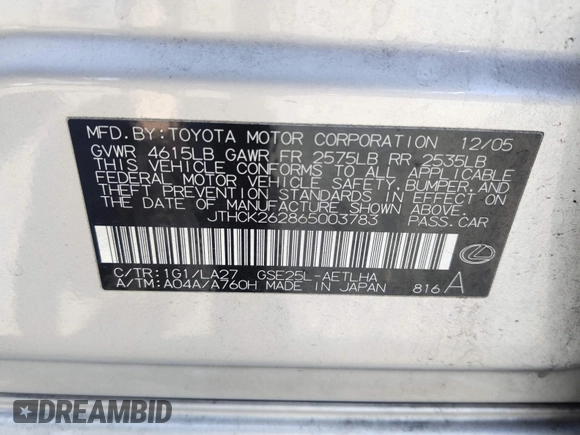 MFD. BY: TOYOTA MOTOR CORPORATION 12/05
GVWR 4615LB GAWR FR 2575LB RR 2535LB
THIS VEHICLE CONFORMS TO ALL APPLICABLE
FEDERAL MOTOR VEHICLE SAFETY, BUMPER, AND
THEFT PREVENTION STANDARDS IN EFFECT ON
THE DATE OF MANUFACTURE SHOWN ABOVE.
JTHCK262865003783 PASS. CAR
C/TR: 1G1/LA27 GSE25L-AETLHA
A/TM: A04A/A760H MADE IN JAPAN 816 A
DREAMBID